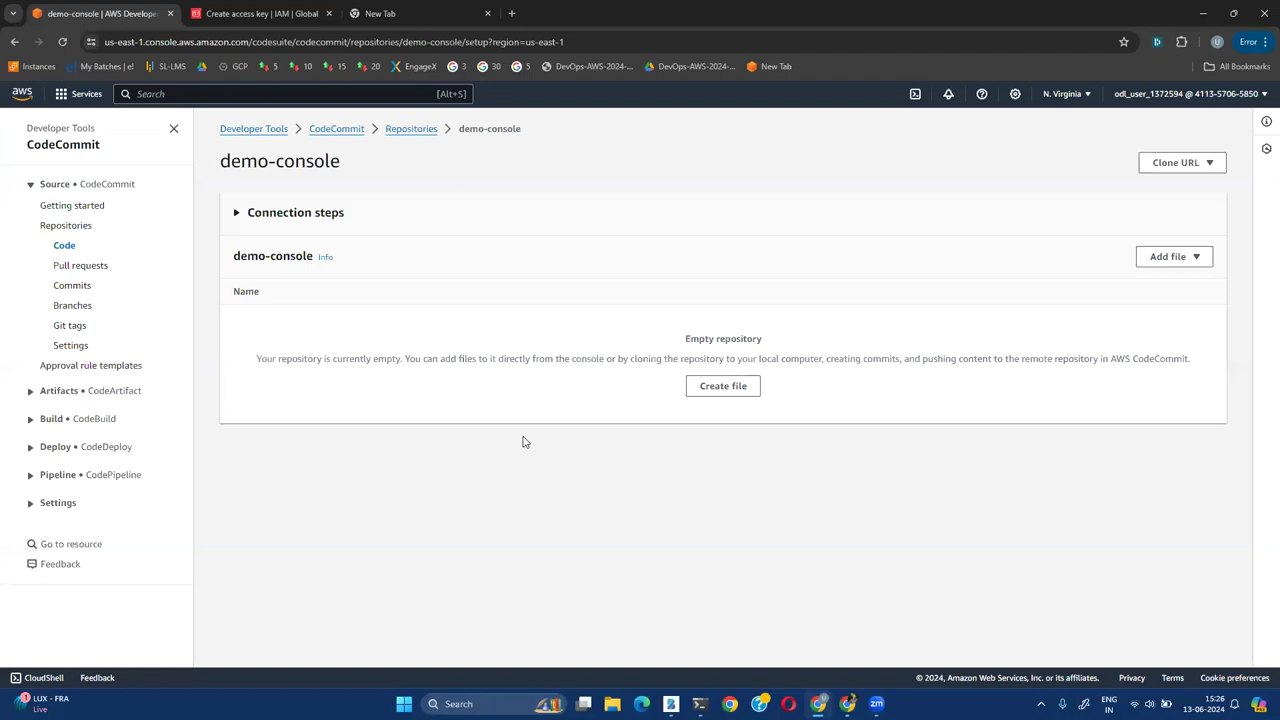 demo-console | AWS Develope
Create access key | IAM | Global
New Tab
us-east-1.console.aws.amazon.com/codesuite/codecommit/repositories/demo-console/setup?region=us-east-1
U
Error
Instances
My Batches | e!
SL-LMS
GCP
5
10
15
20
EngageX
3
30
5
DevOps-AWS-2024-...
DevOps-AWS-2024-...
New Tab
All Bookmarks
aws
Services
Search
[Alt+S]
N. Virginia
odl_user_1372594 @ 4113-5706-5850
Developer Tools
CodeCommit
Source • CodeCommit
Getting started
Repositories
Code
Pull requests
Commits
Branches
Git tags
Settings
Approval rule templates
Artifacts • CodeArtifact
Build • CodeBuild
Deploy • CodeDeploy
Pipeline • CodePipeline
Settings
Go to resource
Feedback
Developer Tools
CodeCommit
Repositories
demo-console
demo-console
Clone URL
Connection steps
demo-console Info
Add file
Name
Empty repository
Your repository is currently empty. You can add files to it directly from the console or by cloning the repository to your local computer, creating commits, and pushing content to the remote repository in AWS CodeCommit.
Create file
CloudShell
Feedback
© 2024, Amazon Web Services, Inc. or its affiliates.
Privacy
Terms
Cookie preferences
1
LUX - FRA
Live
Search
zm
ENG
IN
15:26
13-06-2024